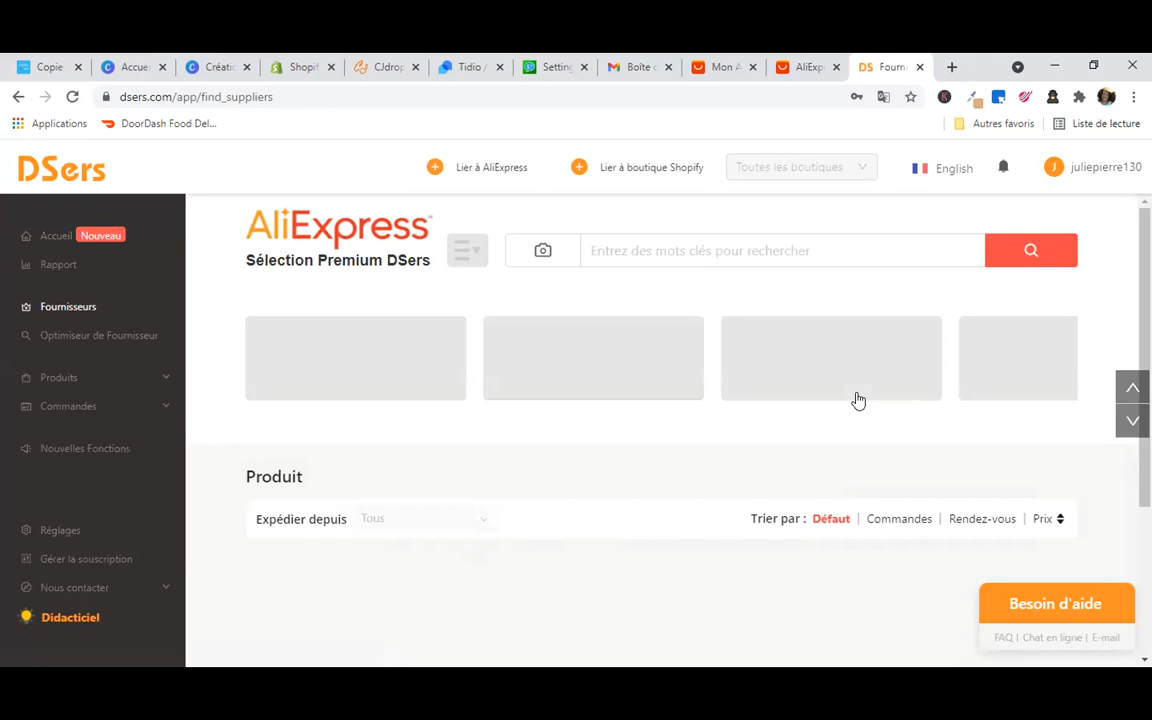 Copie
Accue
Créatic
Shopif
CJdrop
Tidio /
Setting
Boîte d
Mon A
AliExp
DS Fourn
dsers.com/app/find_suppliers
Applications
DoorDash Food Del...
Autres favoris
Liste de lecture
DSers
Lier à AliExpress
Lier à boutique Shopify
Toutes les boutiques
English
J juliepierre130
Accueil Nouveau
Rapport
Fournisseurs
Optimiseur de Fournisseur
Produits
Commandes
Nouvelles Fonctions
Réglages
Gérer la souscription
Nous contacter
Didacticiel
AliExpress
Sélection Premium DSers
Entrez des mots clés pour rechercher
Produit
Expédier depuis Tous
Trier par : Défaut | Commandes | Rendez-vous | Prix
Besoin d'aide
FAQ | Chat en ligne | E-mail